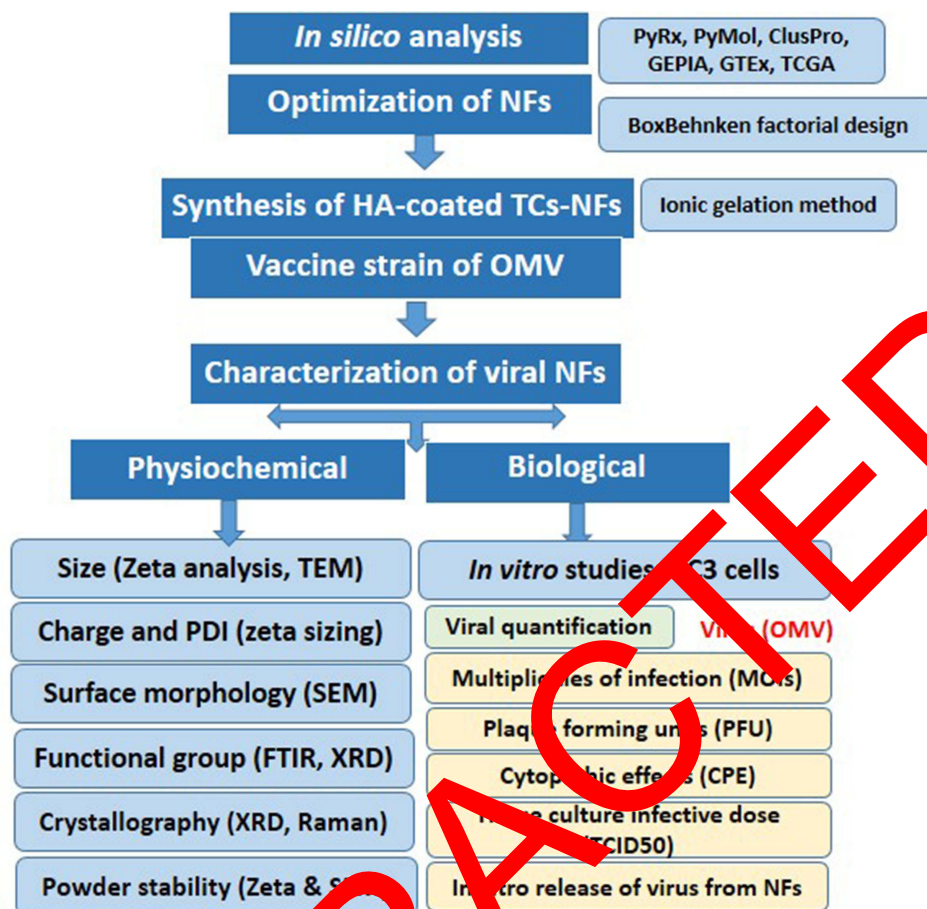 In silico analysis
PyRx, PyMol, ClusPro,
GEPIA, GTEx, TCGA
Optimization of NFs
BoxBehnken factorial design
Synthesis of HA-coated TCs-NFs
Ionic gelation method
Vaccine strain of OMV
Characterization of viral NFs
Physiochemical
Biological
Size (Zeta analysis, TEM)
Charge and PDI (zeta sizing)
Surface morphology (SEM)
Functional group (FTIR, XRD)
Crystallography (XRD, Raman)
Powder stability (Zeta &
In vitro studies C3 cells
Viral quantification
(OMV)
of infection (MOIs)
forming (PFU)
effects (CPE)
culture infective dose
(TCID50)
release of virus from NFs